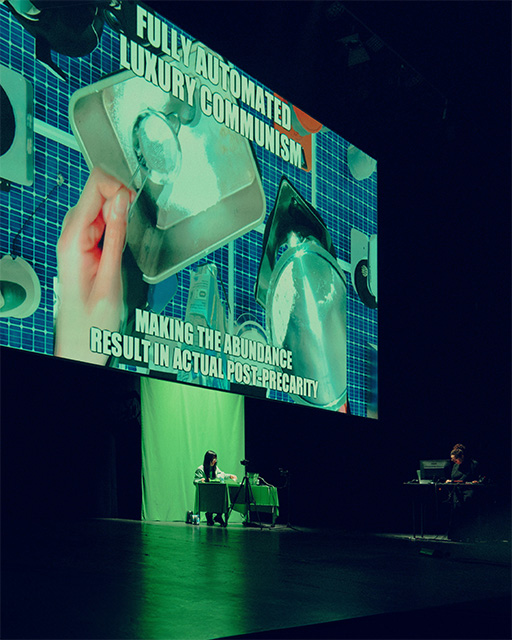 FULLY AUTOMATED
LUXURY COMMUNISM
MAKING THE ABUNDANCE
RESULT IN ACTUAL POST-PRECARITY